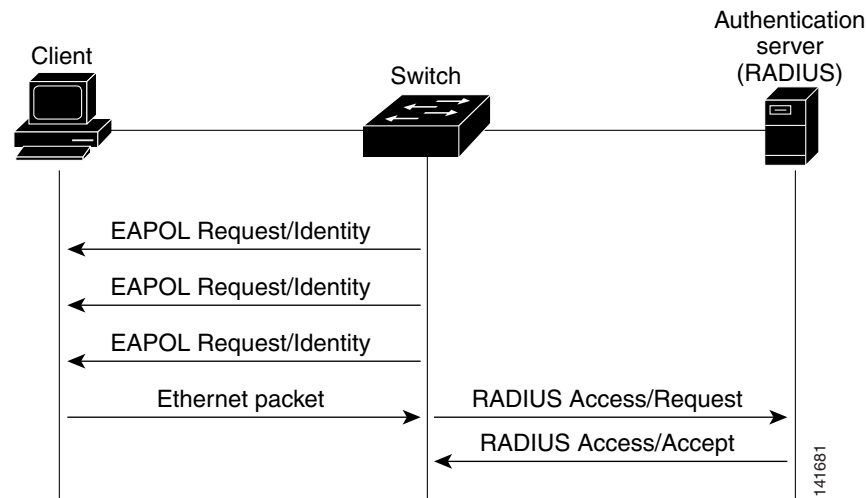 Client
Switch
Authentication
server
(RADIUS)
EAPOL Request/Identity
EAPOL Request/Identity
EAPOL Request/Identity
Ethernet packet
RADIUS Access/Request
RADIUS Access/Accept
141681